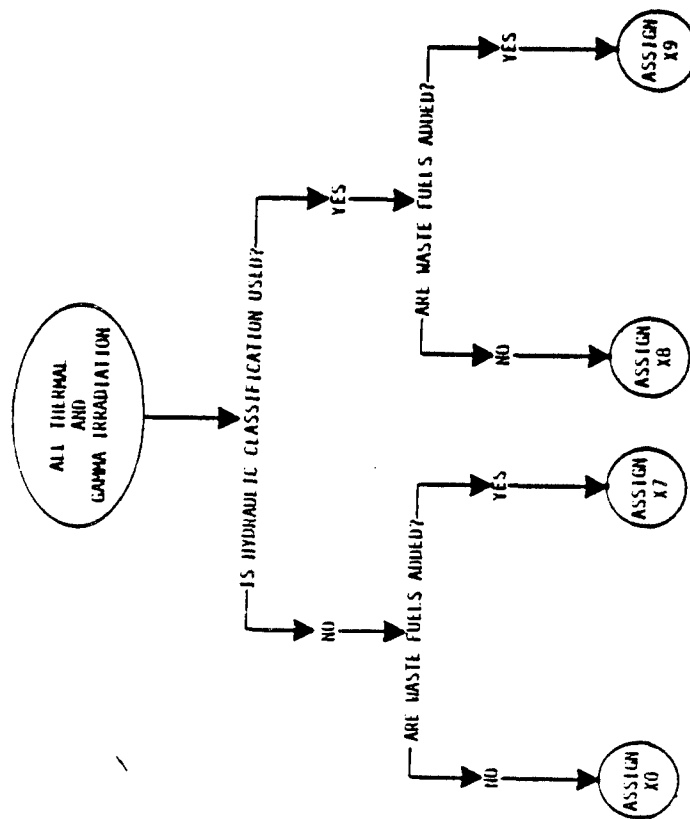 ALL THERMAL
AND
GAMMA IRRADIATION
IS HYDRAULIC CLASSIFICATION USED?
NO
YES
ARE WASTE FUELS ADDED?
ARE WASTE FUELS ADDED?
NO
YES
NO
YES
ASSIGN
X0
ASSIGN
X7
ASSIGN
X8
ASSIGN
X9